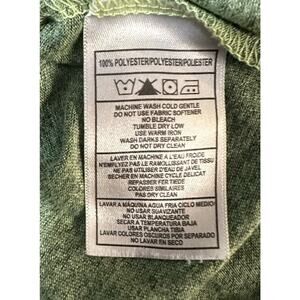 100% POLYESTER/POLYESTER/POLIESTER
MACHINE WASH COLD GENTLE
DO NOT USE FABRIC SOFTENER
NO BLEACH
TUMBLE DRY LOW
USE WARM IRON
WASH DARKS SEPARATELY
DO NOT DRY CLEAN
LAVER EN MACHINE A L'EAU FROIDE
N'EMPLYEZ PAS LE RAMOLLISSANT DU TISSU
NE PAS UTILISER D'EAU DE JAVEL
SECHER EN MACHINE CYCLE DELICAT
REPASSER FER TIEDE
COLORES SIMILAIRES
PAS DRY CLEAN
LAVAR A MÁQUINA AGUA FRIA CICLO MEDIO
NO USAR SUAVIZANTE
NO USAR BLANQUEADOR
SECAR A TEMPERATURA BAJA
USAR PLANCHA TIBIA
LAVAR COLORES OSCUROS POR SEPARADO
NO LAVAR EN SECO